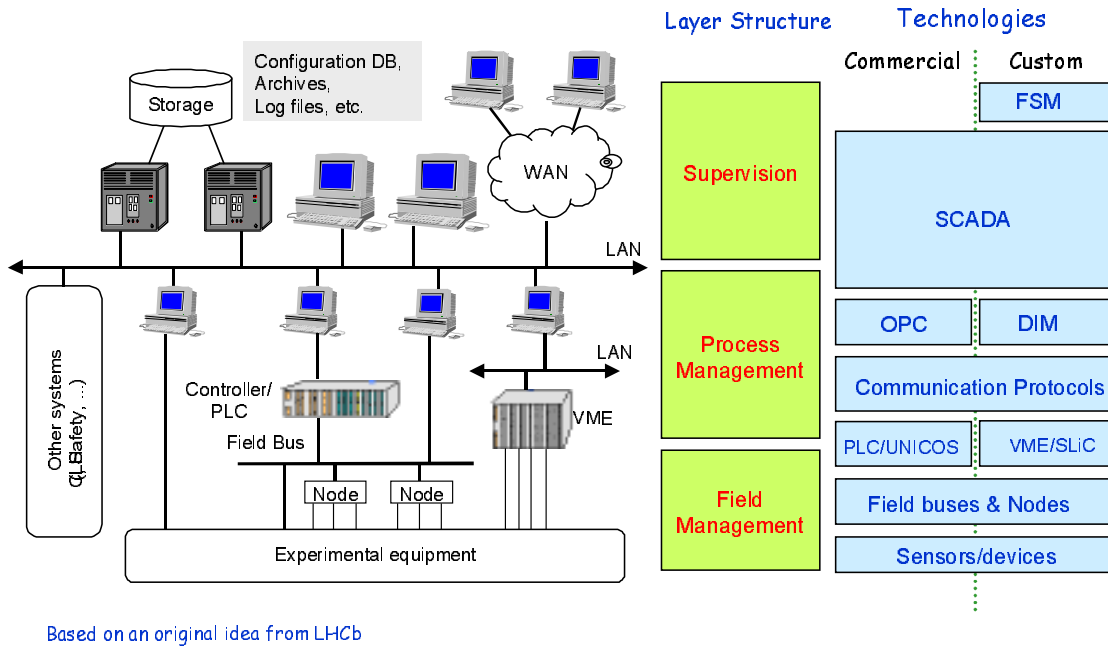 Layer Structure
Technologies
Commercial
Custom
Configuration DB,
Archives,
Log files, etc.
Storage
WAN
LAN
Other systems
Safety, ...)
Controller/
PLC
Field Bus
LAN
VME
Node
Node
Experimental equipment
Supervision
Process
Management
Field
Management
FSM
SCADA
OPC
DIM
Communication Protocols
PLC/UNICOS
VME/SLiC
Field buses & Nodes
Sensors/devices
Based on an original idea from LHCb